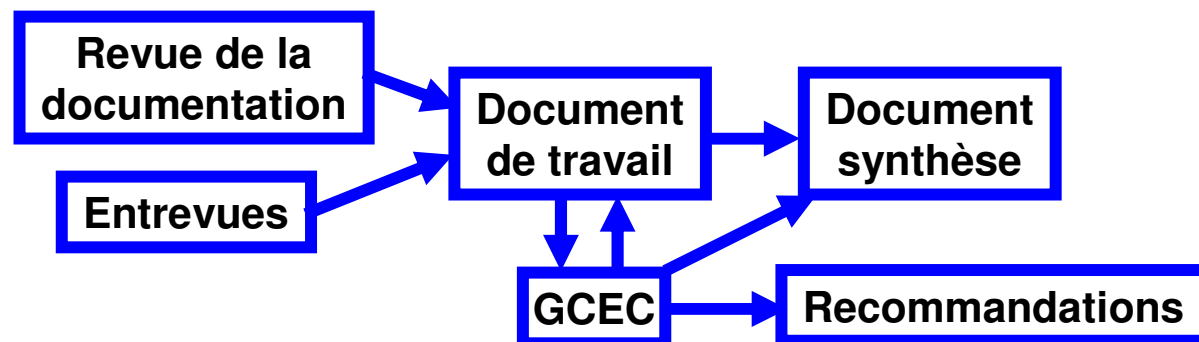 Revue de la
documentation
Entrevues
Document
de travail
Document
synthèse
GCEC
Recommandations